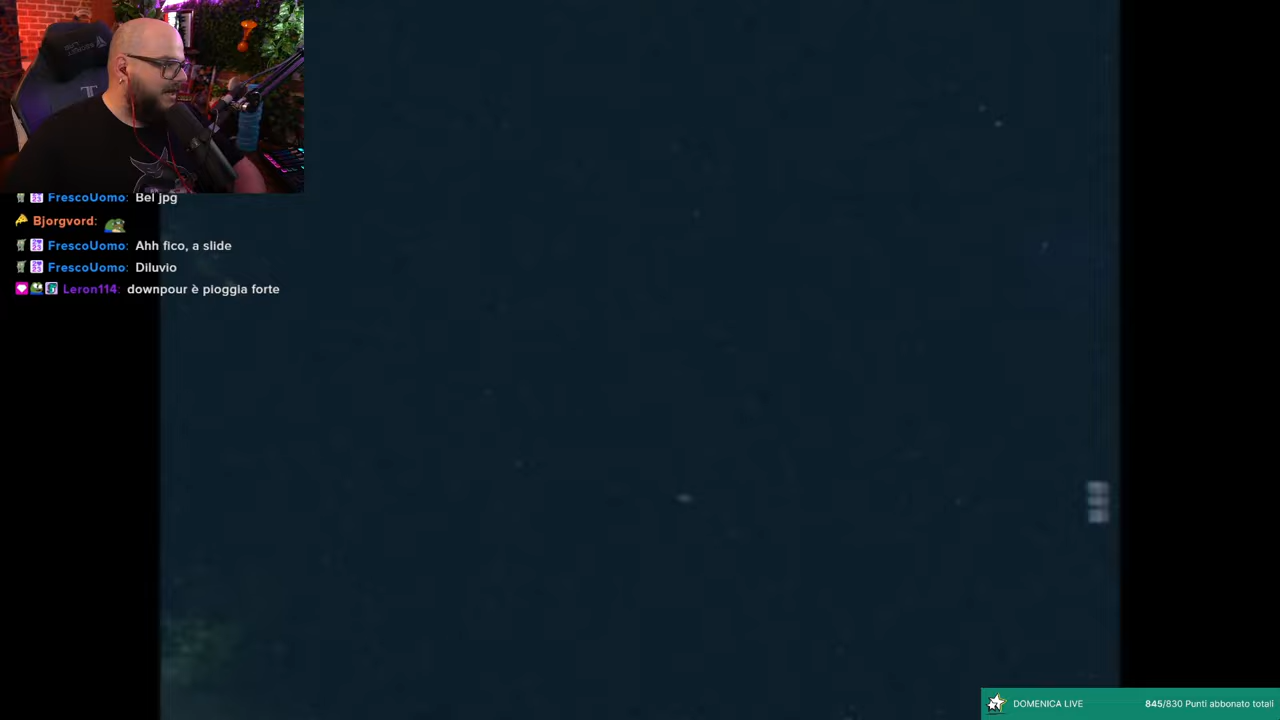 FrescoUomo: Bel jpg
Bjorgvord:
FrescoUomo: Ahh fico, a slide
FrescoUomo: Diluvio
Leron114: downpour è pioggia forte
DOMENICA LIVE 845/830 Punti abbonato totali